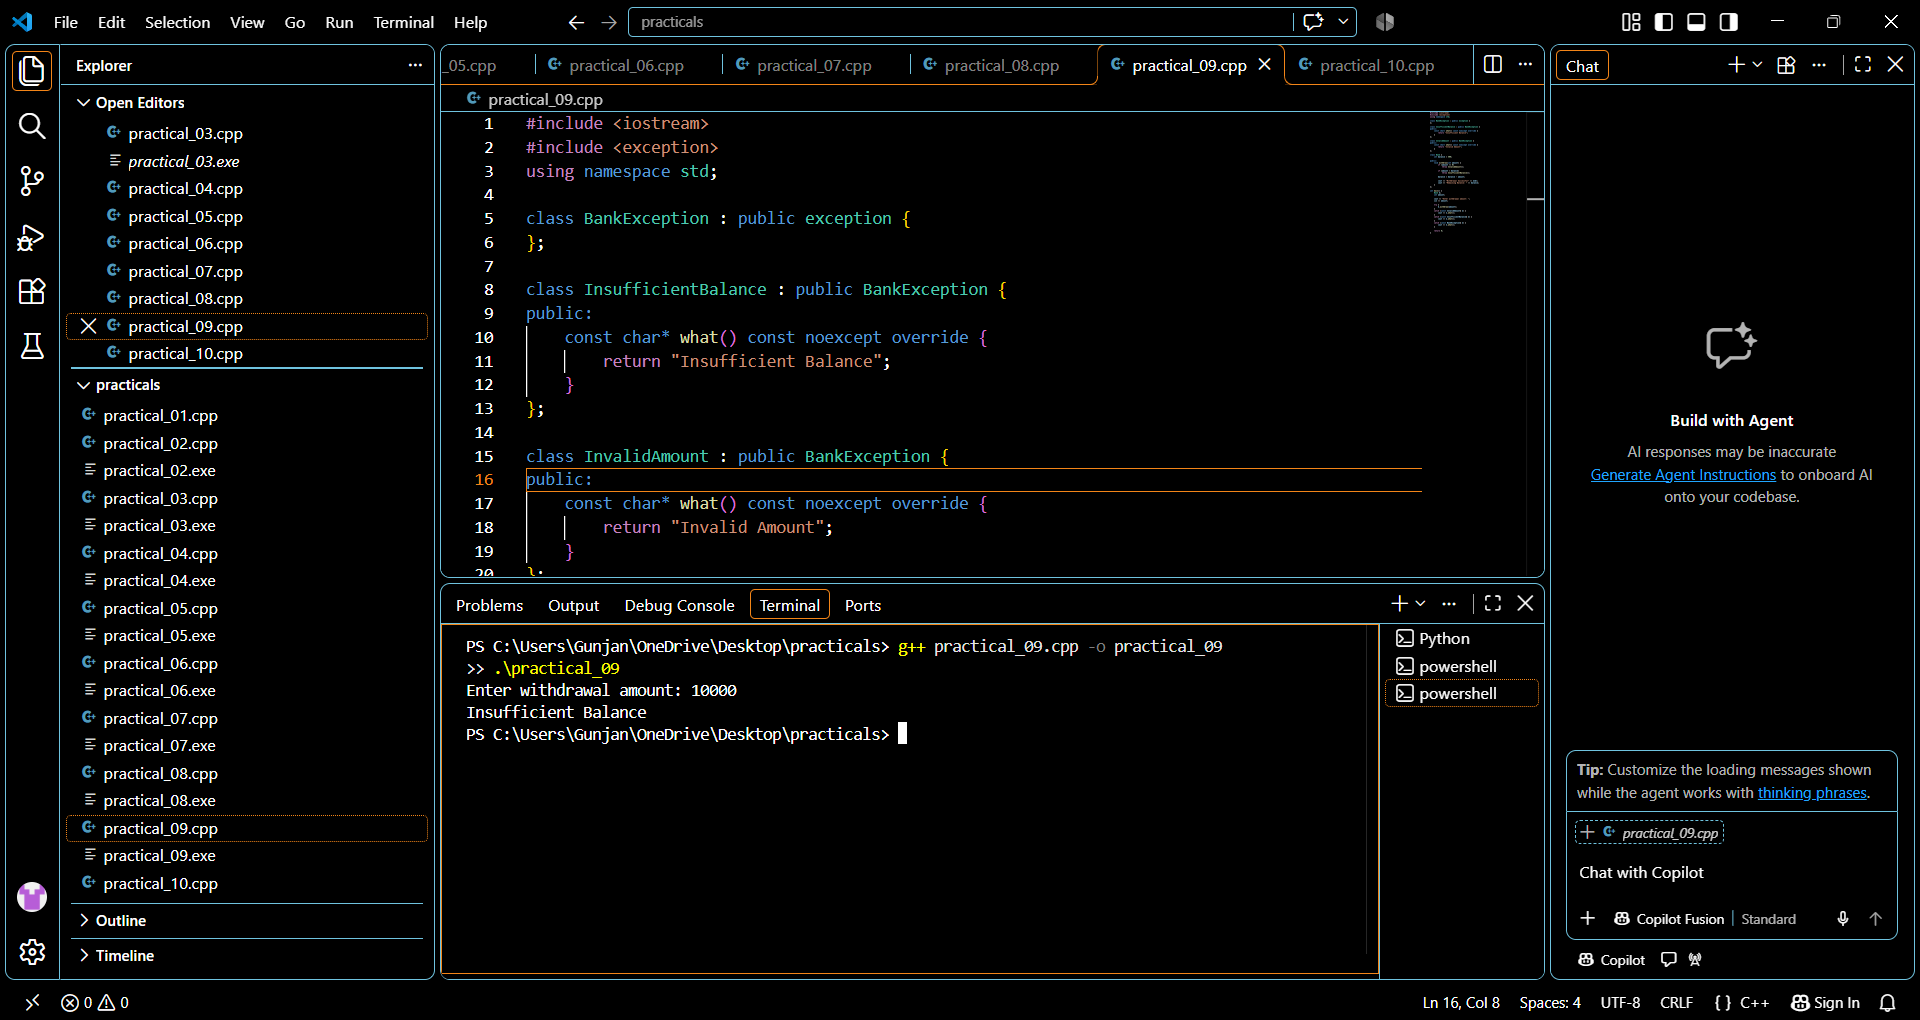 File Edit Selection View Go Run Terminal Help
practicals
Explorer
Open Editors
practical_03.cpp
practical_03.exe
practical_04.cpp
practical_05.cpp
practical_06.cpp
practical_07.cpp
practical_08.cpp
practical_09.cpp
practical_10.cpp
practicals
practical_01.cpp
practical_02.cpp
practical_02.exe
practical_03.cpp
practical_03.exe
practical_04.cpp
practical_04.exe
practical_05.cpp
practical_05.exe
practical_06.cpp
practical_06.exe
practical_07.cpp
practical_07.exe
practical_08.cpp
practical_08.exe
practical_09.cpp
practical_09.exe
practical_10.cpp
Outline
Timeline
_05.cpp practical_06.cpp practical_07.cpp practical_08.cpp practical_09.cpp practical_10.cpp
practical_09.cpp
1 #include <iostream>
2 #include <exception>
3 using namespace std;
4
5 class BankException : public exception {
6 };
7
8 class InsufficientBalance : public BankException {
9 public:
10 const char* what() const noexcept override {
11 return "Insufficient Balance";
12 }
13 };
14
15 class InvalidAmount : public BankException {
16 public:
17 const char* what() const noexcept override {
18 return "Invalid Amount";
19 }
20 };
Problems Output Debug Console Terminal Ports
PS C:\Users\Gunjan\OneDrive\Desktop\practicals> g++ practical_09.cpp -o practical_09
>> .\practical_09
Enter withdrawal amount: 10000
Insufficient Balance
PS C:\Users\Gunjan\OneDrive\Desktop\practicals>
Python
powershell
powershell
Chat
Build with Agent
AI responses may be inaccurate
Generate Agent Instructions to onboard AI
onto your codebase.
Tip: Customize the loading messages shown
while the agent works with thinking phrases.
practical_09.cpp
Chat with Copilot
Copilot Fusion Standard
Copilot
0 0
Ln 16, Col 8 Spaces: 4 UTF-8 CRLF {} C++ Sign In